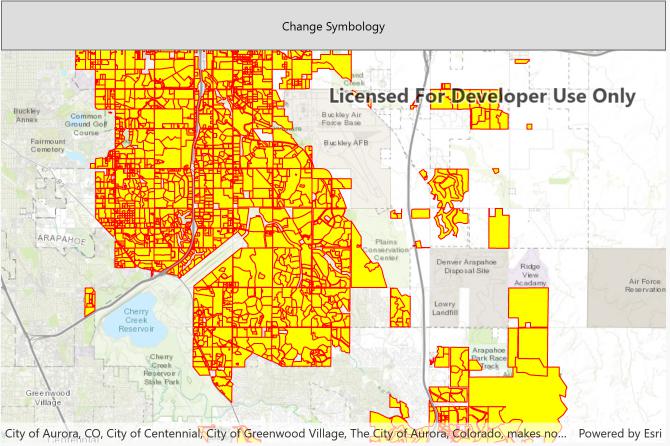 Change Symbology
Licensed For Developer Use Only
Buckley
Annex
Common
Ground Golf
Course
Fairmount
Cemetery
Buckley Air
Force Base
Buckley AFB
ARAPAHOE
Plains
Conservation
Center
Denver Arapahoe
Disposal Site
Ridge
View
Academy
Air Force
Reservation
Lowry
Landfill
Cherry
Creek
Reservoir
Cherry
Creek
Reservoir
State Park
Arapahoe
Park Race
Track
Greenwood
Village
City of Aurora, CO, City of Centennial, City of Greenwood Village, The City of Aurora, Colorado, makes no...
Powered by Esri